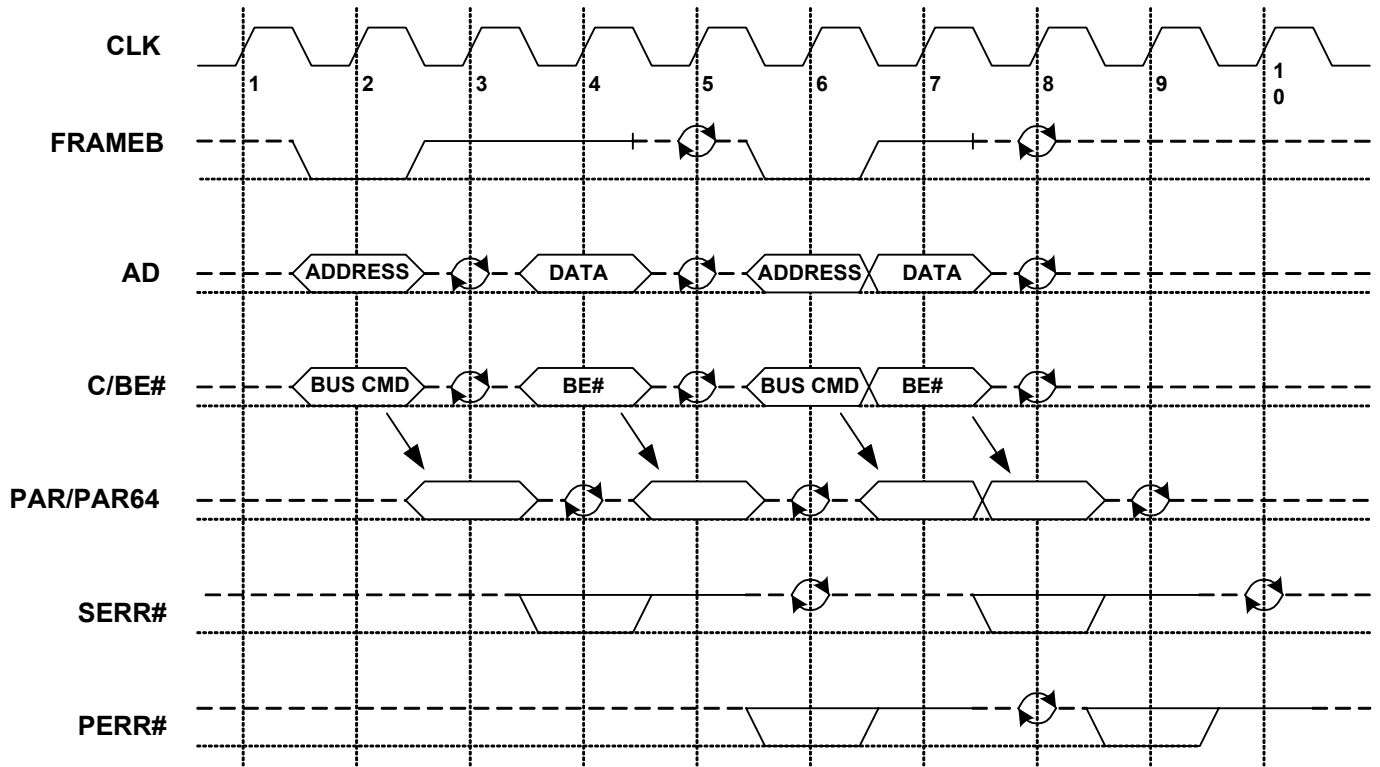 CLK
1 2 3 4 5 6 7 8 9 1
0
FRAMEB
AD ADDRESS DATA ADDRESS DATA
C/BE# BUS CMD BE# BUS CMD BE#
PAR/PAR64
SERR#
PERR#